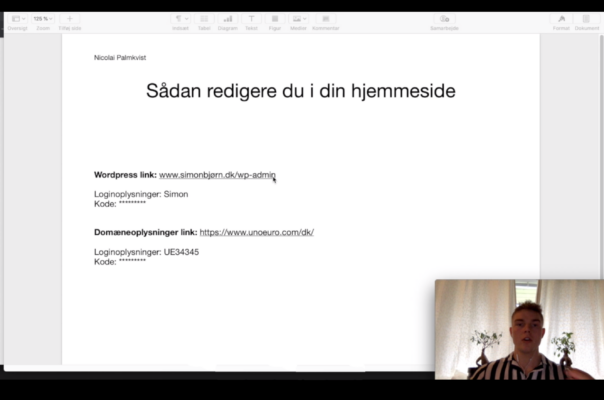 Oversigt
125 %
Zoom
Tilføj side
Indsæt
Tabel
Diagram
Tekst
Figur
Medier
Kommentar
Samarbejde
Format
Dokument
Nicolai Palmkvist
Sådan redigere du i din hjemmeside
Wordpress link: www.simonbjørn.dk/wp-admin
Loginoplysninger: Simon
Kode: *********
Domæneoplysninger link: https://www.unoeuro.com/dk/
Loginoplysninger: UE34345
Kode: *********